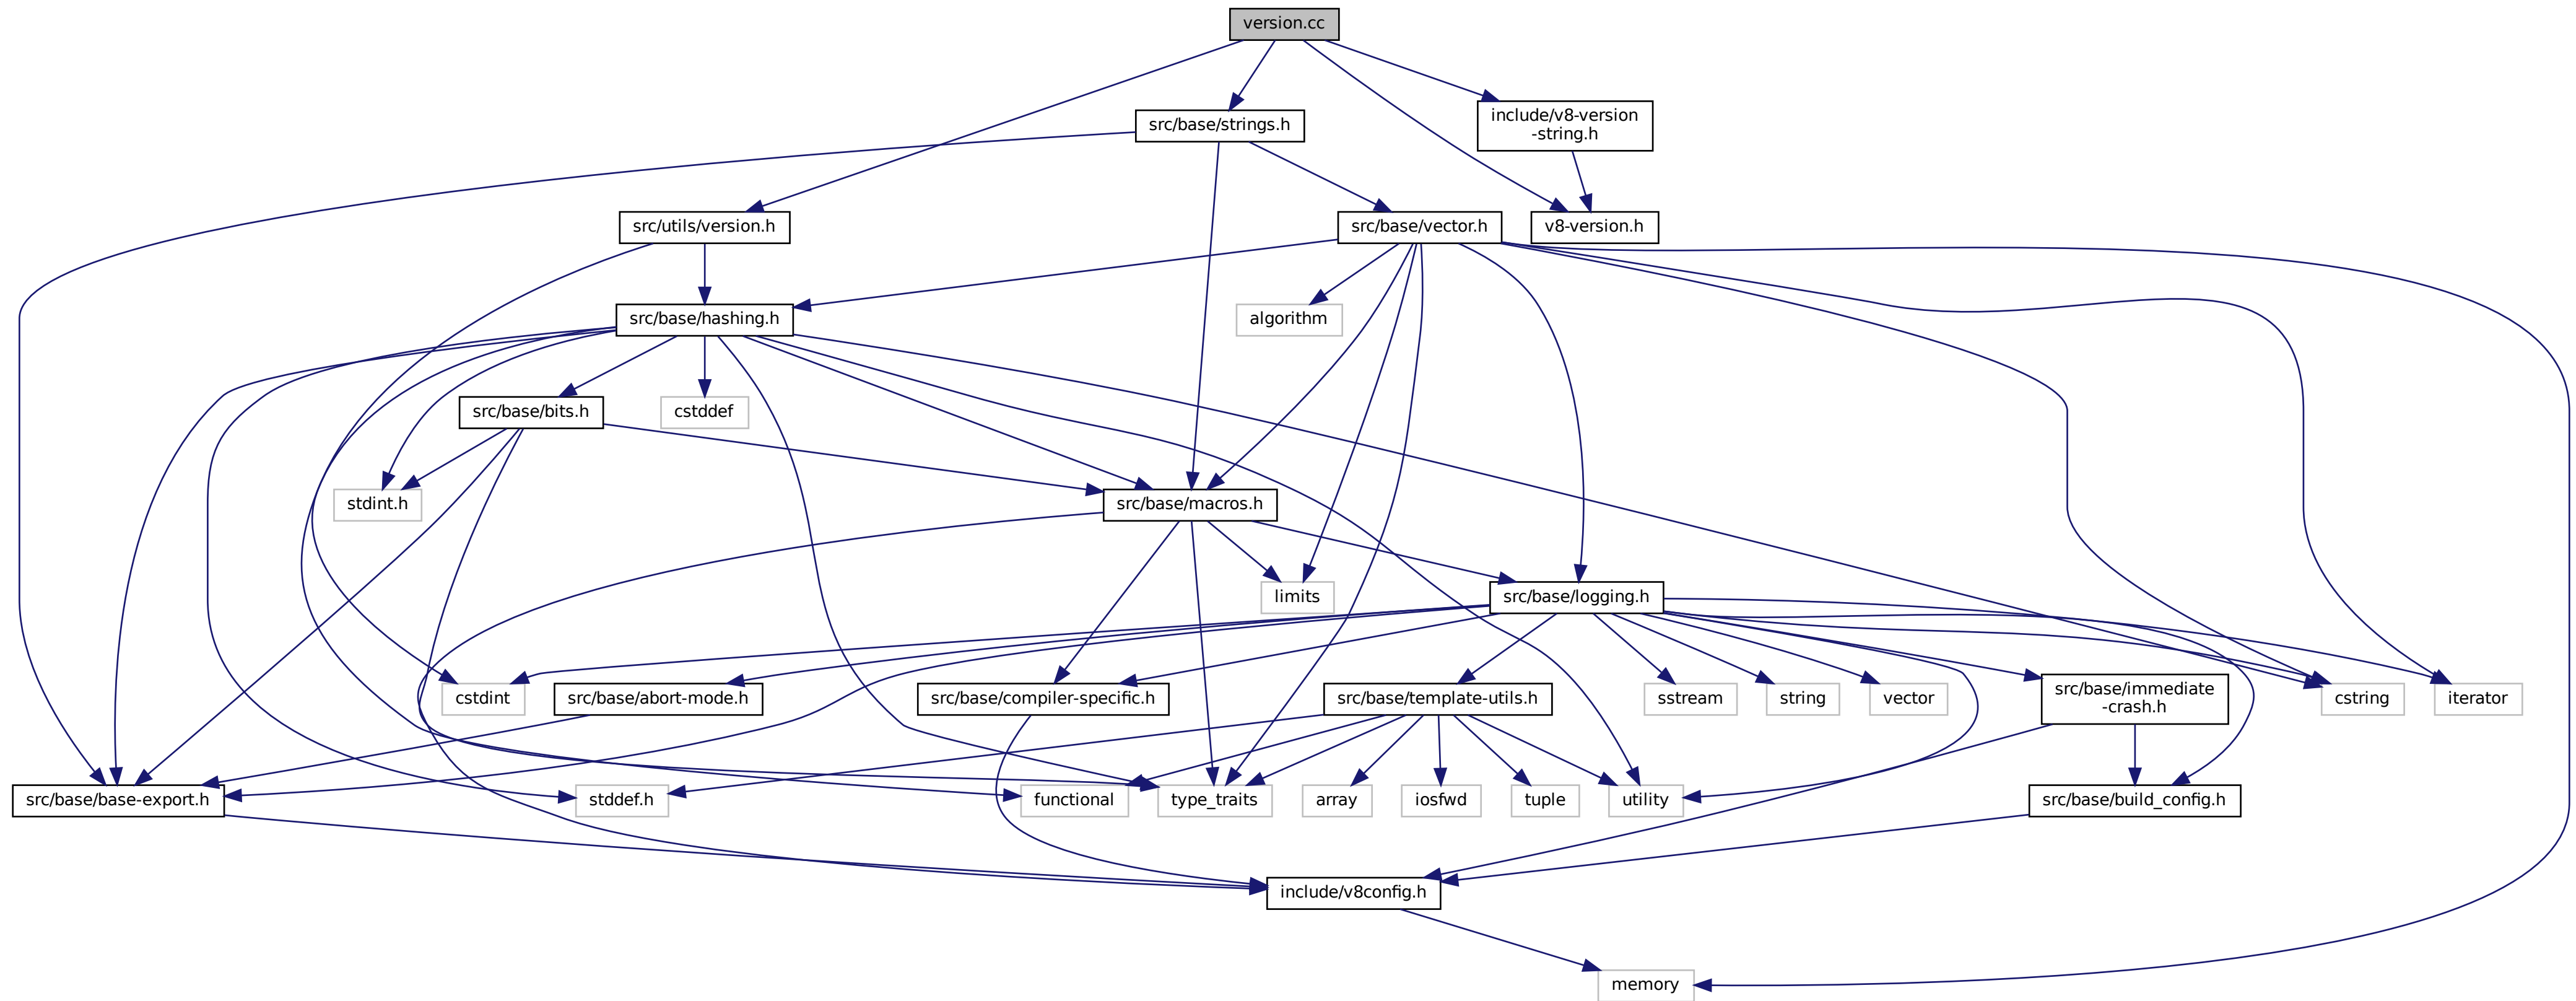 version.cc
src/base/strings.h
include/v8-version
-string.h
src/utils/version.h
src/base/vector.h
v8-version.h
src/base/hashing.h
algorithm
src/base/bits.h
cstddef
stdint.h
src/base/macros.h
limits
src/base/logging.h
cstdint
src/base/abort-mode.h
src/base/compiler-specific.h
src/base/template-utils.h
sstream
string
vector
src/base/immediate
-crash.h
cstring
iterator
src/base/base-export.h
stddef.h
functional
type_traits
array
iosfwd
tuple
utility
src/base/build_config.h
include/v8config.h
memory